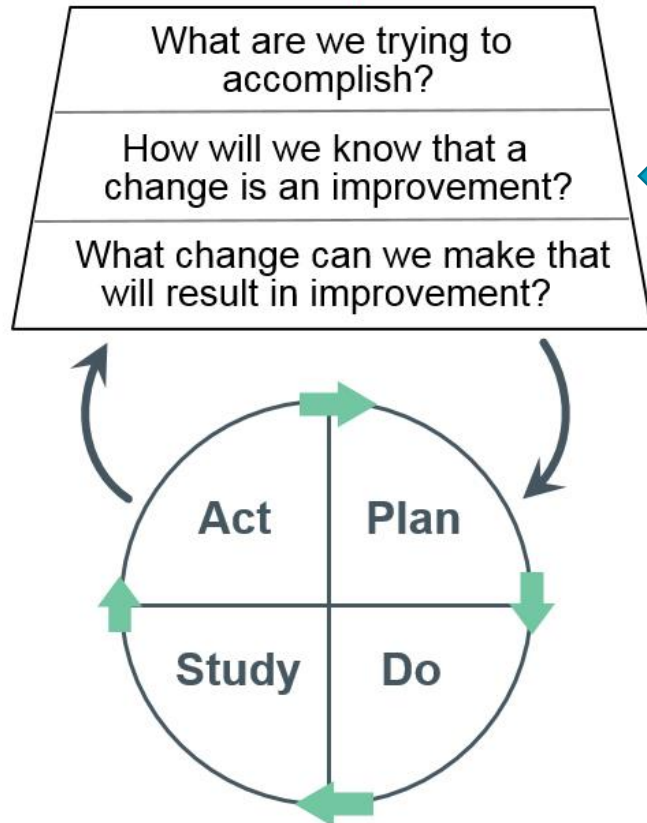 What are we trying to
accomplish?
How will we know that a
change is an improvement?
What change can we make that
will result in improvement?
Act
Plan
Study
Do